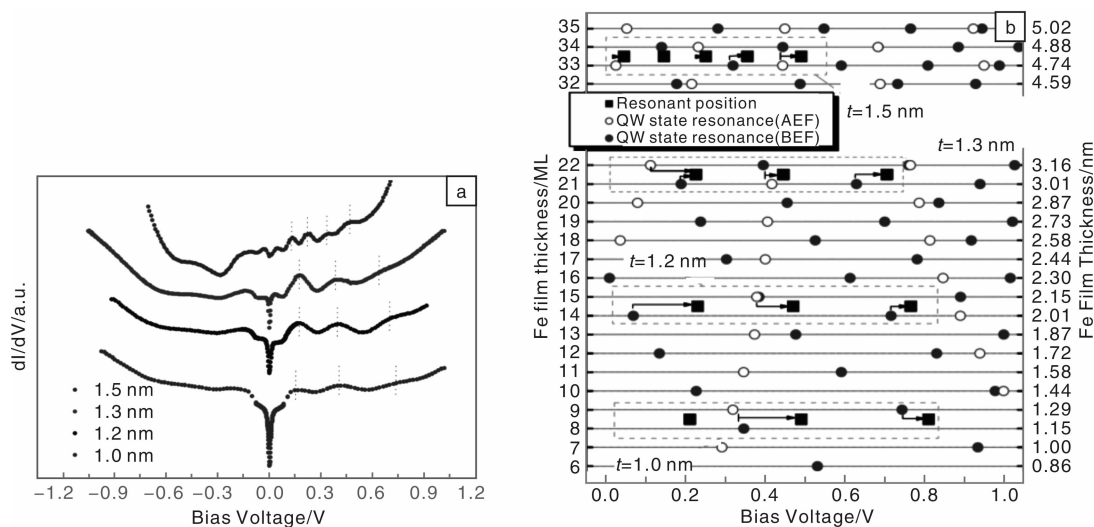 a
dI/dV/a.u.
1.5 nm
1.3 nm
1.2 nm
1.0 nm
−1.2 −0.9 −0.6 −0.3 0.0 0.3 0.6 0.9 1.2
Bias Voltage/V
b
35 5.02
34 4.88
33 4.74
32 4.59
Resonant position
QW state resonance(AEF)
QW state resonance(BEF)
t=1.5 nm
t=1.3 nm
22 3.16
21 3.01
20 2.87
19 2.73
18 2.58
17 2.44
t=1.2 nm
16 2.30
15 2.15
14 2.01
13 1.87
12 1.72
11 1.58
10 1.44
9 1.29
8 1.15
7 1.00
t=1.0 nm
6 0.86
Fe film thickness/ML
Fe Film Thickness/nm
0.0 0.2 0.4 0.6 0.8 1.0
Bias Voltage/V